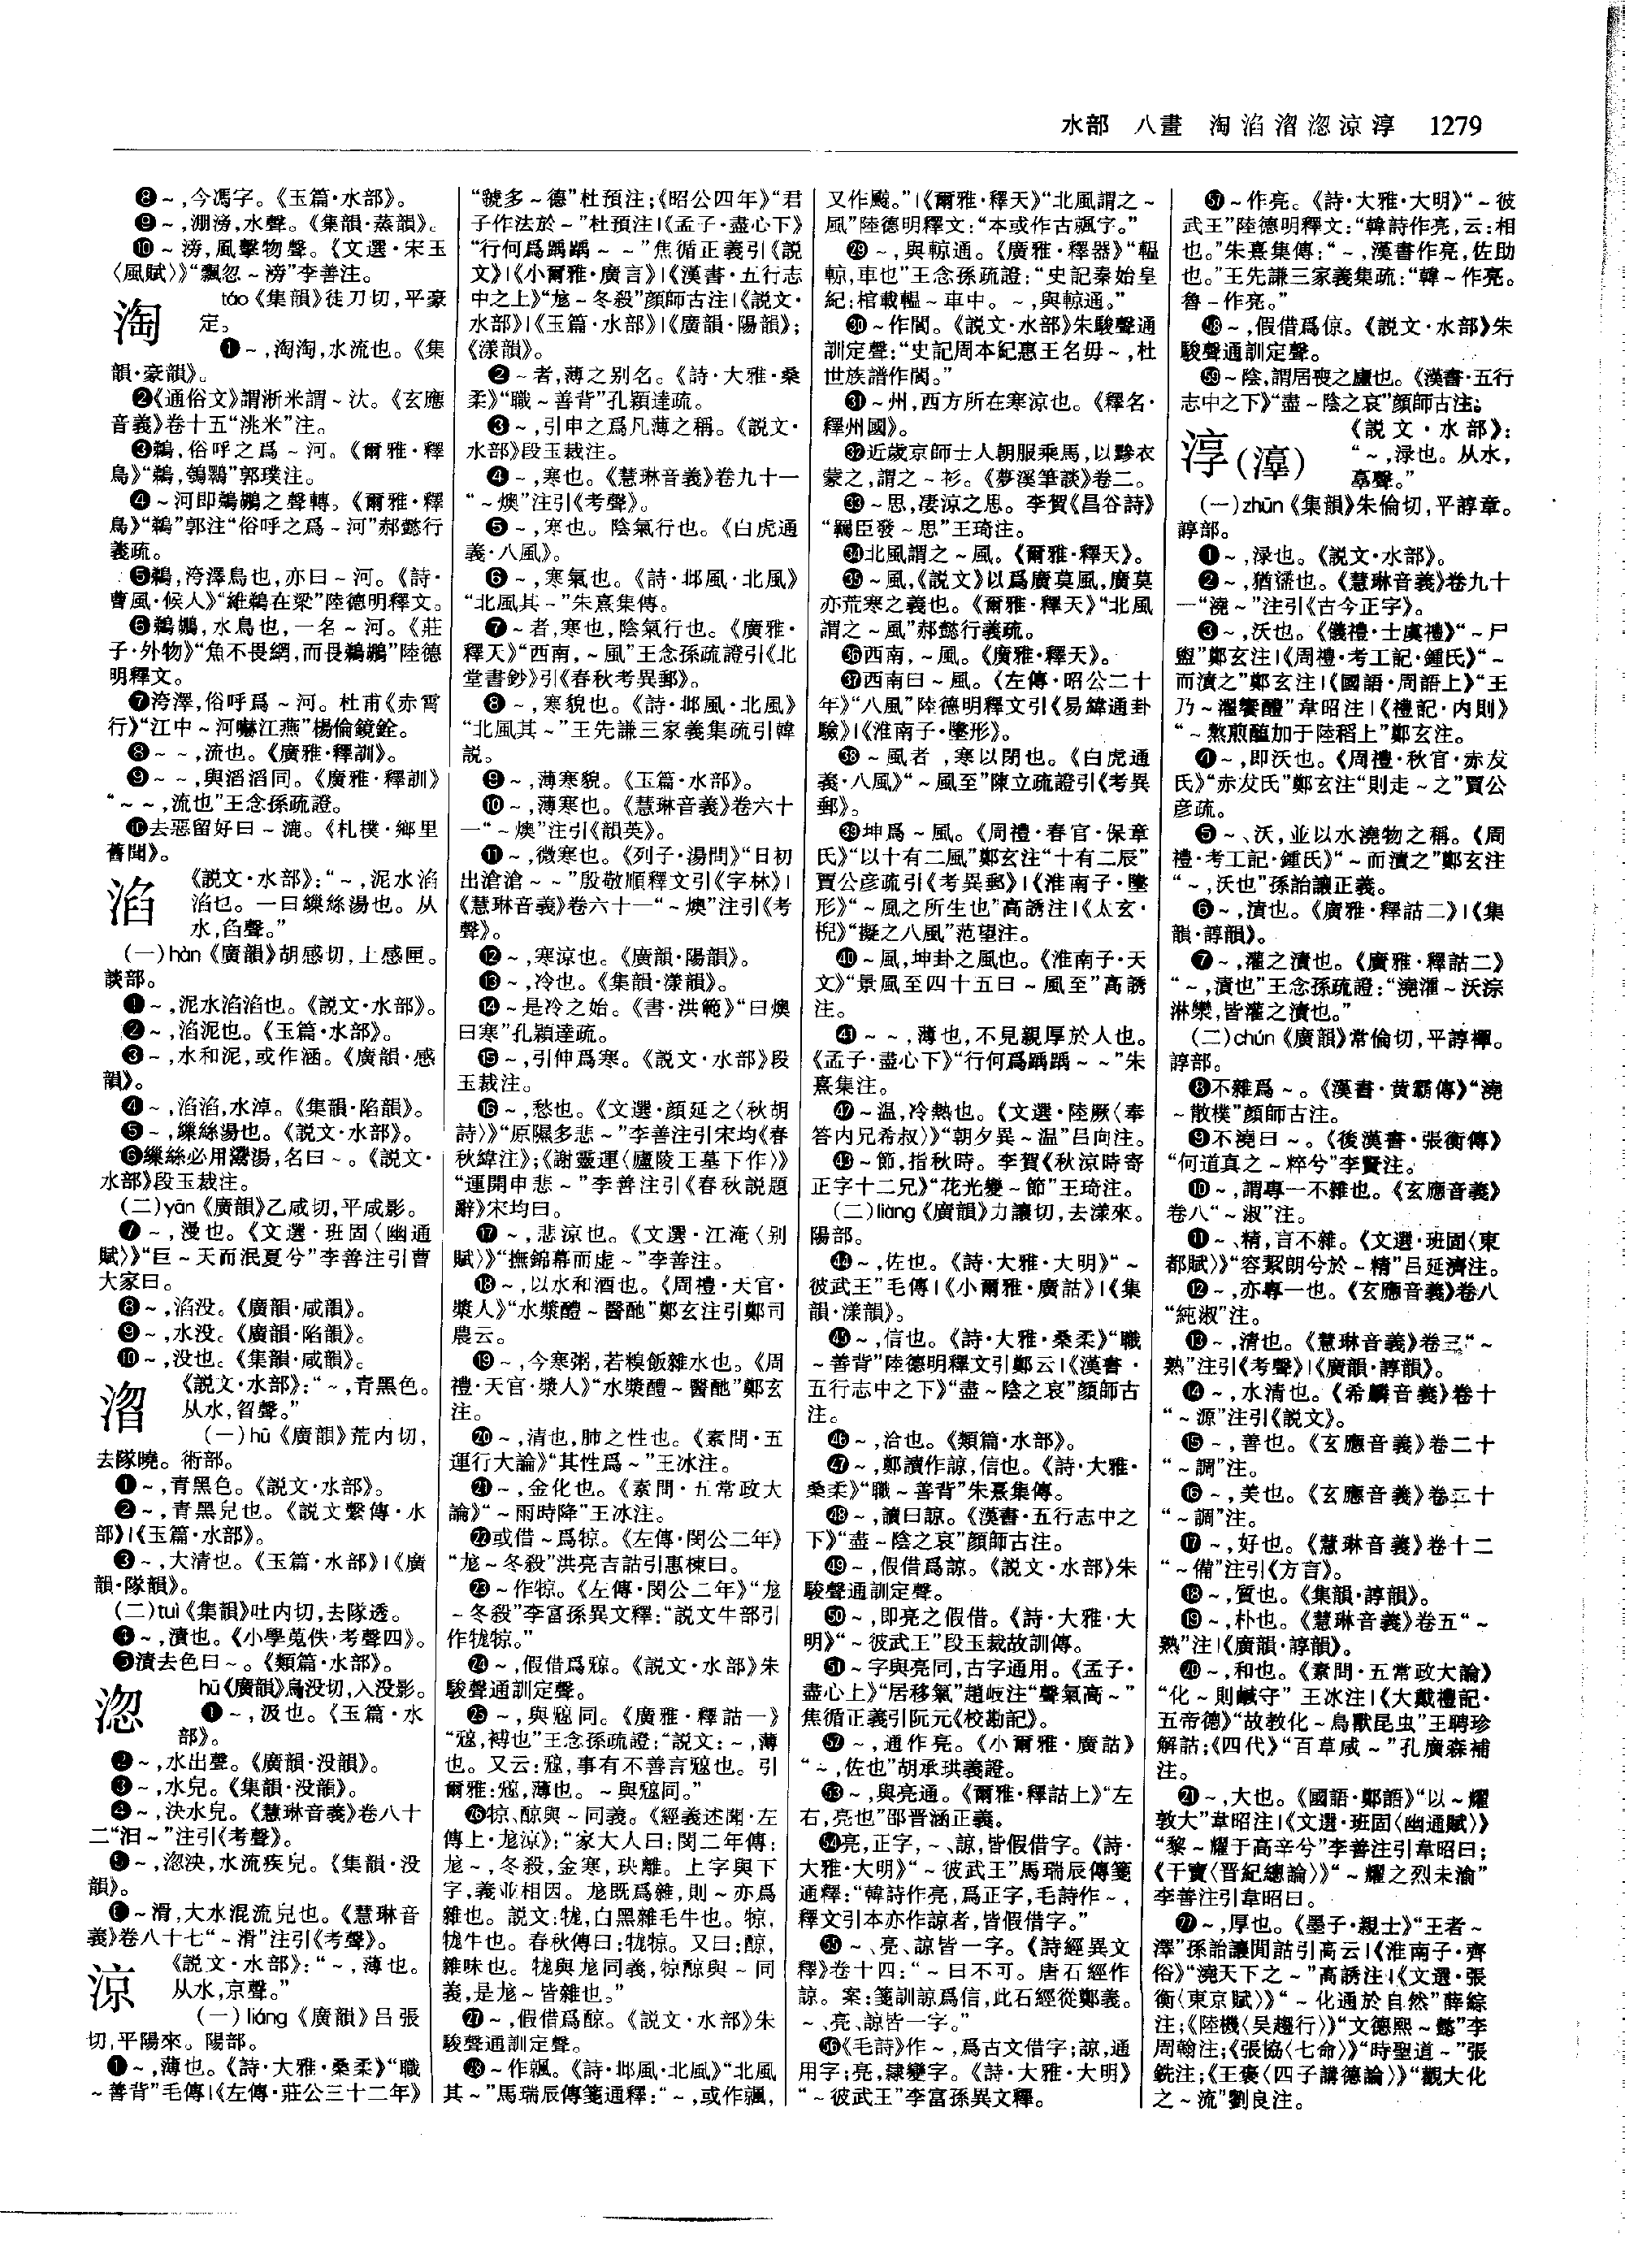 水部 八畫 淘淊㵪淴涼淳 1279
❽～,今馮字。《玉篇·水部》。
❾～,淜滂,水聲。《集韻·蒸韻》。
❿～滂,風擊物聲。《文選·宋玉
〈風賦〉》“飄忽～滂”李善注。
淘
táo《集韻》徒刀切,平豪
定。
❶～,淘淘,水流也。《集
韻·豪韻》。
❷《通俗文》謂淅米謂～汰。《玄應
音義》卷十五“洮米”注。
❸鵜,俗呼之爲～河。《爾雅·釋
鳥》“鵜,鴮鸅”郭璞注。
❹～河即鵜鶘之聲轉。《爾雅·釋
鳥》“鵜”郭注“俗呼之爲～河”郝懿行
義疏。
❺鵜,洿澤鳥也,亦曰～河。《詩·
曹風·候人》“維鵜在梁”陸德明釋文。
❻鵜鶘,水鳥也,一名～河。《莊
子·外物》“魚不畏網,而畏鵜鶘”陸德
明釋文。
❼洿澤,俗呼爲～河。杜甫《赤霄
行》“江中～河嚇江燕”楊倫鏡銓。
❽～～,流也。《廣雅·釋訓》。
❾～～,與滔滔同。《廣雅·釋訓》
“～～,流也”王念孫疏證。
❿去惡留好曰～漉。《札樸·鄉里
舊聞》。
淊
《説文·水部》:“～,泥水淊
淊也。一曰繅絲湯也。从
水,臽聲。”
(一)hàn《廣韻》胡感切,上感匣。
談部。
❶～,泥水淊淊也。《説文·水部》。
❷～,淊泥也。《玉篇·水部》。
❸～,水和泥,或作涵。《廣韻·感
韻》。
❹～,淊淊,水淖。《集韻·陷韻》。
❺～,繅絲湯也。《説文·水部》。
❻繅絲必用鸑湯,名曰～。《説文·
水部》段玉裁注。
(二)yān《廣韻》乙咸切,平咸影。
❼～,漫也。《文選·班固〈幽通
賦〉》“巨～天而泯夏兮”李善注引曹
大家曰。
❽～,淊没。《廣韻·咸韻》。
❾～,水没。《廣韻·陷韻》。
❿～,没也。《集韻·咸韻》。
㵪
《説文·水部》:“～,青黑色。
从水,曶聲。”
(一)hū《廣韻》荒内切,
去隊曉。術部。
❶～,青黑色。《説文·水部》。
❷～,青黑皃也。《説文繫傳·水
部》|《玉篇·水部》。
❸～,大清也。《玉篇·水部》|《廣
韻·隊韻》。
(二)tuì《集韻》吐内切,去隊透。
❹～,漬也。《小學蒐佚·考聲四》。
❺漬去色曰～。《類篇·水部》。
淴
hū《廣韻》烏没切,入没影。
❶～,汲也。《玉篇·水
部》。
❷～,水出聲。《廣韻·没韻》。
❸～,水皃。《集韻·没韻》。
❹～,決水皃。《慧琳音義》卷八十
二“汩～”注引《考聲》。
❺～,淴泱,水流疾皃。《集韻·没
韻》。
❻～滑,大水混流皃也。《慧琳音
義》卷八十七“～滑”注引《考聲》。
涼
《説文·水部》:“～,薄也。
从水,京聲。”
(一)liáng《廣韻》吕張
切,平陽來。陽部。
❶～,薄也。《詩·大雅·桑柔》“職
～善背”毛傳|《左傳·莊公三十二年》
“虢多～德”杜預注;《昭公四年》“君
子作法於～”杜預注|《孟子·盡心下》
“行何爲踽踽～～”焦循正義引《説
文》|《小爾雅·廣言》|《漢書·五行志
中之上》“尨～冬殺”顔師古注|《説文·
水部》|《玉篇·水部》|《廣韻·陽韻》;
《漾韻》。
❷～者,薄之别名。《詩·大雅·桑
柔》“職～善背”孔穎達疏。
❸～,引申之爲凡薄之稱。《説文·
水部》段玉裁注。
❹～,寒也。《慧琳音義》卷九十一
“～燠”注引《考聲》。
❺～,寒也。陰氣行也。《白虎通
義·八風》。
❻～,寒氣也。《詩·邶風·北風》
“北風其～”朱熹集傳。
❼～者,寒也,陰氣行也。《廣雅·
釋天》“西南,～風”王念孫疏證引《北
堂書鈔》引《春秋考異郵》。
❽～,寒貌也。《詩·邶風·北風》
“北風其～”王先謙三家義集疏引韓
説。
❾～,薄寒貌。《玉篇·水部》。
❿～,薄寒也。《慧琳音義》卷六十
一“～燠”注引《韻英》。
⓫～,微寒也。《列子·湯問》“日初
出滄滄～～”殷敬順釋文引《字林》|
《慧琳音義》卷六十一“～燠”注引《考
聲》。
⓬～,寒涼也。《廣韻·陽韻》。
⓭～,冷也。《集韻·漾韻》。
⓮～是冷之始。《書·洪範》“曰燠
曰寒”孔穎達疏。
⓯～,引伸爲寒。《説文·水部》段
玉裁注。
⓰～,愁也。《文選·顔延之〈秋胡
詩〉》“原隰多悲～”李善注引宋均《春
秋緯注》;《謝靈運〈廬陵王墓下作〉》
“運開申悲～”李善注引《春秋説題
辭》宋均曰。
⓱～,悲涼也。《文選·江淹〈别
賦〉》“撫錦幕而虚～”李善注。
⓲～,以水和酒也。《周禮·天官·
漿人》“水漿醴～醫酏”鄭玄注引鄭司
農云。
⓳～,今寒粥,若糗飯雜水也。《周
禮·天官·漿人》“水漿醴～醫酏”鄭玄
注。
⓴～,清也,肺之性也。《素問·五
運行大論》“其性爲～”王冰注。
㉑～,金化也。《素問·五常政大
論》“～雨時降”王冰注。
㉒或借～爲㹁。《左傳·閔公二年》
“尨～冬殺”洪亮吉詁引惠棟曰。
㉓～作㹁。《左傳·閔公二年》“尨
～冬殺”李富孫異文釋:“説文牛部引
作牻㹁。”
㉔～,假借爲䣼。《説文·水部》朱
駿聲通訓定聲。
㉕～,與㹁同。《廣雅·釋詁一》
“䝶,禣也”王念孫疏證:“説文:～,薄
也。又云:䝶,事有不善言䝶也。引
爾雅:䝶,薄也。～與䝶同。”
㉖㹁、醇與～同義。《經義述聞·左
傳上·尨涼》:“家大人曰:閔二年傳:
尨～,冬殺,金寒,玦離。上字與下
字,義並相因。尨既爲雜,則～亦爲
雜也。説文:牻,白黑雜毛牛也。㹁,
牻牛也。春秋傳曰:牻㹁。又曰:䣼,
雜味也。牻與尨同義,㹁䣼與～同
義,是尨～皆雜也。”
㉗～,假借爲䣼。《説文·水部》朱
駿聲通訓定聲。
㉘～作飊。《詩·邶風·北風》“北風
其～”馬瑞辰傳箋通釋:“～,或作飊,
又作飈。”|《爾雅·釋天》“北風謂之～
風”陸德明釋文:“本或作古飊字。”
㉙～,與輬通。《廣雅·釋器》“輼
輬,車也”王念孫疏證:“史記秦始皇
紀:棺載輼～車中。～,與輬通。”
㉚～作閬。《説文·水部》朱駿聲通
訓定聲:“史記周本紀惠王名毋～,杜
世族譜作閬。”
㉛～州,西方所在寒涼也。《釋名·
釋州國》。
㉜近歲京師士人朝服乘馬,以黲衣
蒙之,謂之～衫。《夢溪筆談》卷二。
㉝～思,凄涼之思。李賀《昌谷詩》
“羈臣發～思”王琦注。
㉞北風謂之～風。《爾雅·釋天》。
㉟～風,《説文》以爲廣莫風,廣莫
亦荒寒之義也。《爾雅·釋天》“北風
謂之～風”郝懿行義疏。
㊱西南,～風。《廣雅·釋天》。
㊲西南曰～風。《左傳·昭公二十
年》“八風”陸德明釋文引《易緯通卦
驗》|《淮南子·墬形》。
㊳～風者,寒以閉也。《白虎通
義·八風》“～風至”陳立疏證引《考異
郵》。
㊴坤爲～風。《周禮·春官·保章
氏》“以十有二風”鄭玄注“十有二辰”
賈公彦疏引《考異郵》|《淮南子·墬
形》“～風之所生也”高誘注|《太玄·
棿》“擬之八風”范望注。
㊵～風,坤卦之風也。《淮南子·天
文》“景風至四十五日～風至”高誘
注。
㊶～～,薄也,不見親厚於人也。
《孟子·盡心下》“行何爲踽踽～～”朱
熹集注。
㊷～温,冷熱也。《文選·陸厥〈奉
答内兄希叔〉》“朝夕異～温”吕向注。
㊸～節,指秋時。李賀《秋涼時寄
正字十二兄》“花光變～節”王琦注。
(二)liàng《廣韻》力讓切,去漾來。
陽部。
㊹～,佐也。《詩·大雅·大明》“～
彼武王”毛傳|《小爾雅·廣詁》|《集
韻·漾韻》。
㊺～,信也。《詩·大雅·桑柔》“職
～善背”陸德明釋文引鄭云|《漢書·
五行志中之下》“盡～陰之哀”顔師古
注。
㊻～,洽也。《類篇·水部》。
㊼～,鄭讀作諒,信也。《詩·大雅·
桑柔》“職～善背”朱熹集傳。
㊽～,讀曰諒。《漢書·五行志中之
下》“盡～陰之哀”顔師古注。
㊾～,假借爲諒。《説文·水部》朱
駿聲通訓定聲。
㊿～,即亮之假借。《詩·大雅·大
明》“～彼武王”段玉裁故訓傳。
51～字與亮同,古字通用。《孟子·
盡心上》“居移氣”趙岐注“聲氣高～”
焦循正義引阮元《校勘記》。
52～,通作亮。《小爾雅·廣詁》
“～,佐也”胡承珙義證。
53～,與亮通。《爾雅·釋詁上》“左
右,亮也”邵晋涵正義。
54亮,正字,～、諒,皆假借字。《詩·
大雅·大明》“～彼武王”馬瑞辰傳箋
通釋:“韓詩作亮,爲正字,毛詩作～,
釋文引本亦作諒者,皆假借字。”
55～、亮、諒皆一字。《詩經異文
釋》卷十四:“～曰不可。唐石經作
諒。案:箋訓諒爲信,此石經從鄭義。
～、亮、諒皆一字。”
56《毛詩》作～,爲古文借字;諒,通
用字;亮,隸變字。《詩·大雅·大明》
“～彼武王”李富孫異文釋。
57～作亮。《詩·大雅·大明》“～彼
武王”陸德明釋文:“韓詩作亮,云:相
也。”朱熹集傳:“～,漢書作亮,佐助
也。”王先謙三家義集疏:“韓～作亮。
魯～作亮。”
58～,假借爲倞。《説文·水部》朱
駿聲通訓定聲。
59～陰,謂居喪之廬也。《漢書·五行
志中之下》“盡～陰之哀”顔師古注。
淳(𣹹)
《説文·水部》:
“～,渌也。从水,
𦎫聲。”
(一)zhūn《集韻》朱倫切,平諄章。
諄部。
❶～,渌也。《説文·水部》。
❷～,猶㴲也。《慧琳音義》卷九十
一“澆～”注引《古今正字》。
❸～,沃也。《儀禮·士虞禮》“～尸
盥”鄭玄注|《周禮·考工記·鍾氏》“～
而漬之”鄭玄注|《國語·周語上》“王
乃～濯饗醴”韋昭注|《禮記·内則》
“～熬煎醢加于陸稻上”鄭玄注。
❹～,即沃也。《周禮·秋官·赤犮
氏》“赤犮氏”鄭玄注“則走～之”賈公
彦疏。
❺～、沃,並以水澆物之稱。《周
禮·考工記·鍾氏》“～而漬之”鄭玄注
“～,沃也”孫詒讓正義。
❻～,漬也。《廣雅·釋詁二》|《集
韻·諄韻》。
❼～,灌之漬也。《廣雅·釋詁二》
“～,漬也”王念孫疏證:“澆灌～沃淙
淋欒,皆灌之漬也。”
(二)chún《廣韻》常倫切,平諄禪。
諄部。
❽不雜爲～。《漢書·黄霸傳》“澆
～散樸”顔師古注。
❾不澆曰～。《後漢書·張衡傳》
“何道真之～粹兮”李賢注。
❿～,謂專一不雜也。《玄應音義》
卷八“～淑”注。
⓫～、精,言不雜。《文選·班固〈東
都賦〉》“容絜朗兮於～精”吕延濟注。
⓬～,亦專一也。《玄應音義》卷八
“純淑”注。
⓭～,清也。《慧琳音義》卷三“～
熟”注引《考聲》|《廣韻·諄韻》。
⓮～,水清也。《希麟音義》卷十
“～源”注引《説文》。
⓯～,善也。《玄應音義》卷二十
“～調”注。
⓰～,美也。《玄應音義》卷二十
“～調”注。
⓱～,好也。《慧琳音義》卷十二
“～備”注引《方言》。
⓲～,質也。《集韻·諄韻》。
⓳～,朴也。《慧琳音義》卷五“～
熟”注|《廣韻·諄韻》。
⓴～,和也。《素問·五常政大論》
“化～則鹹守” 王冰注|《大戴禮記·
五帝德》“故教化～鳥獸昆虫”王聘珍
解詁;《四代》“百草咸～”孔廣森補
注。
㉑～,大也。《國語·鄭語》“以～燿
敦大”韋昭注|《文選·班固〈幽通賦〉》
“黎～耀于高辛兮”李善注引韋昭曰;
《干寶〈晋紀總論〉》“～耀之烈未渝”
李善注引韋昭曰。
㉒～,厚也。《墨子·親士》“王者～
澤”孫詒讓閒詁引高云|《淮南子·齊
俗》“澆天下之～”高誘注|《文選·張
衡〈東京賦〉》“～化通於自然”薛綜
注;《陸機〈吴趨行〉》“文德熙～懿”李
周翰注;《張協〈七命〉》“時聖道～”張
銑注;《王褒〈四子講德論〉》“觀大化
之～流”劉良注。